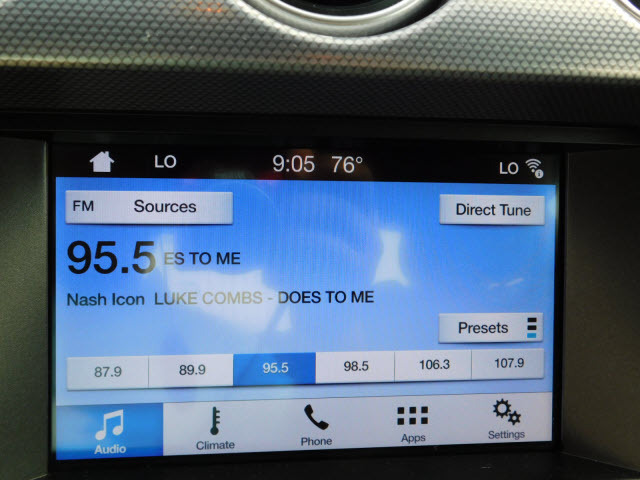 LO 9:05 76° LO
FM Sources Direct Tune
95.5 ES TO ME
Nash Icon LUKE COMBS - DOES TO ME
Presets
87.9 89.9 95.5 98.5 106.3 107.9
Audio Climate Phone Apps Settings